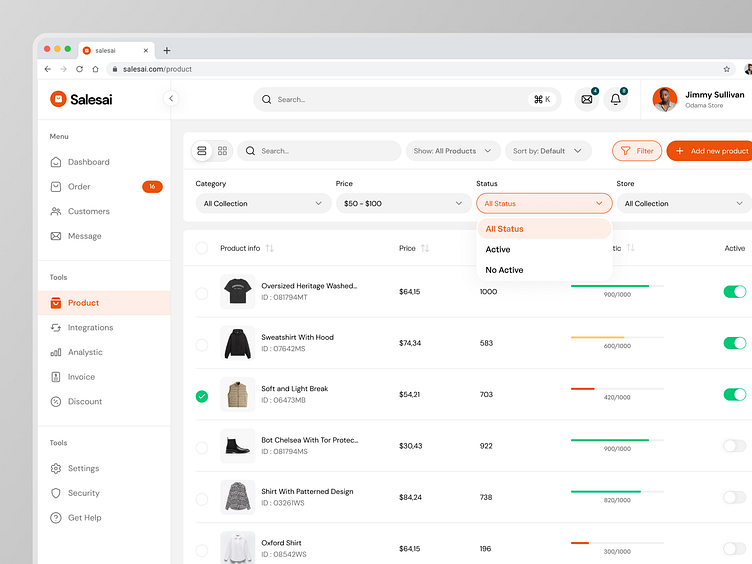 salesai
salesai.com/product
Salesai
Search...
⌘ K
4
8
Jimmy Sullivan
Odama Store
Menu
Dashboard
Order
16
Customers
Message
Tools
Product
Integrations
Analystic
Invoice
Discount
Tools
Settings
Security
Get Help
Search...
Show: All Products
Sort by: Default
Filter
Add new product
Category
All Collection
Price
$50 ~ $100
Status
All Status
Store
All Collection
All Status
Active
No Active
Product info
Price
tic
Active
Oversized Heritage Washed...
ID : 081794MT
$64,15
1000
900/1000
Sweatshirt With Hood
ID : 07642MS
$74,34
583
600/1000
Soft and Light Break
ID : 06473MB
$54,21
703
420/1000
Bot Chelsea With Tor Protec...
ID : 081794MS
$30,43
922
900/1000
Shirt With Patterned Design
ID : 03261WS
$84,24
738
820/1000
Oxford Shirt
ID : 08542WS
$64,15
196
300/1000